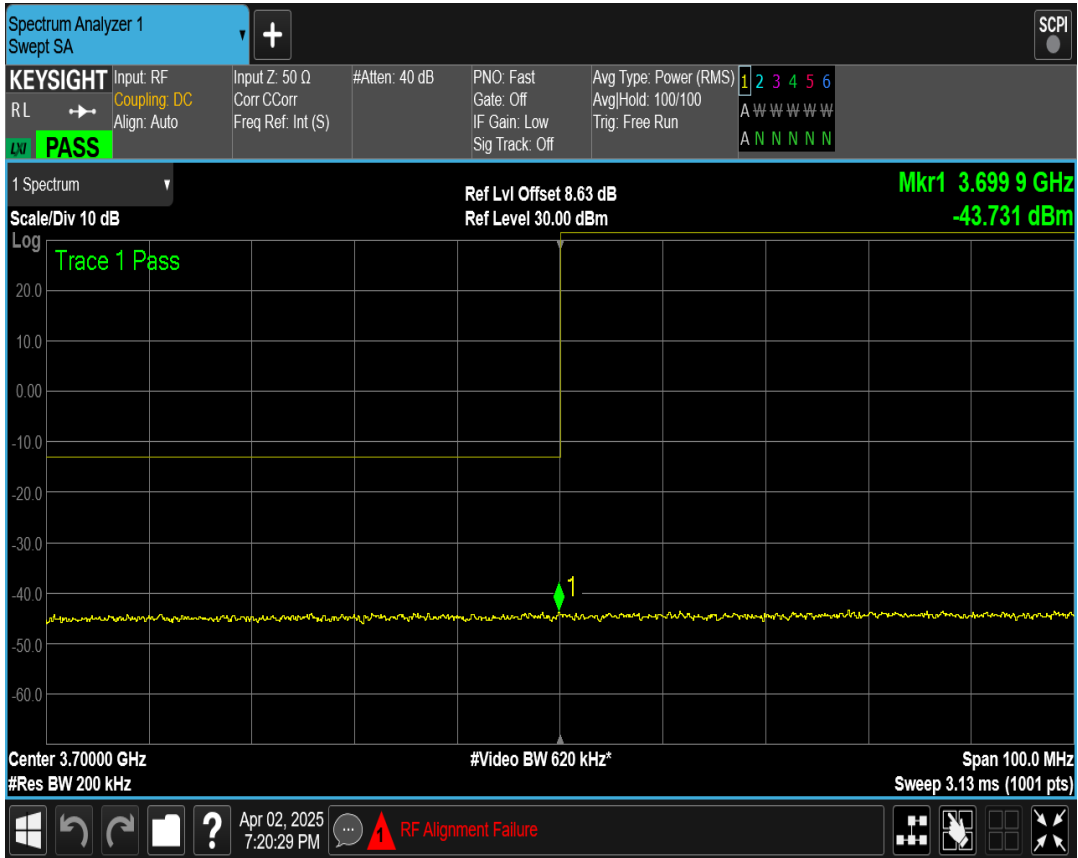 Spectrum Analyzer 1
Swept SA
+
SCPI
KEYSIGHT
RL
LXI PASS
Input: RF
Coupling: DC
Align: Auto
Input Z: 50 Ω
Corr CCorr
Freq Ref: Int (S)
#Atten: 40 dB
PNO: Fast
Gate: Off
IF Gain: Low
Sig Track: Off
Avg Type: Power (RMS)
Avg|Hold: 100/100
Trig: Free Run
1 2 3 4 5 6
A W W W W W
A N N N N N
1 Spectrum
Scale/Div 10 dB
Ref Lvl Offset 8.63 dB
Ref Level 30.00 dBm
Mkr1 3.699 9 GHz
-43.731 dBm
Log
Trace 1 Pass
20.0
10.0
0.00
-10.0
-20.0
-30.0
-40.0
-50.0
-60.0
1
Center 3.70000 GHz
#Res BW 200 kHz
#Video BW 620 kHz*
Span 100.0 MHz
Sweep 3.13 ms (1001 pts)
?
Apr 02, 2025
7:20:29 PM
1
RF Alignment Failure